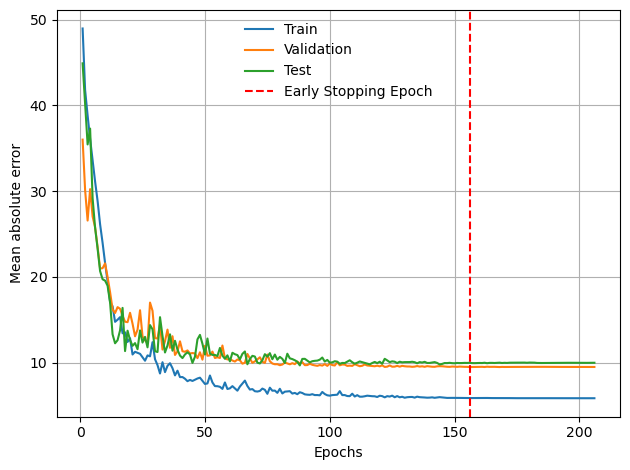 50
40
30
20
10
0
50
100
150
200
Mean absolute error
Epochs
Train
Validation
Test
Early Stopping Epoch